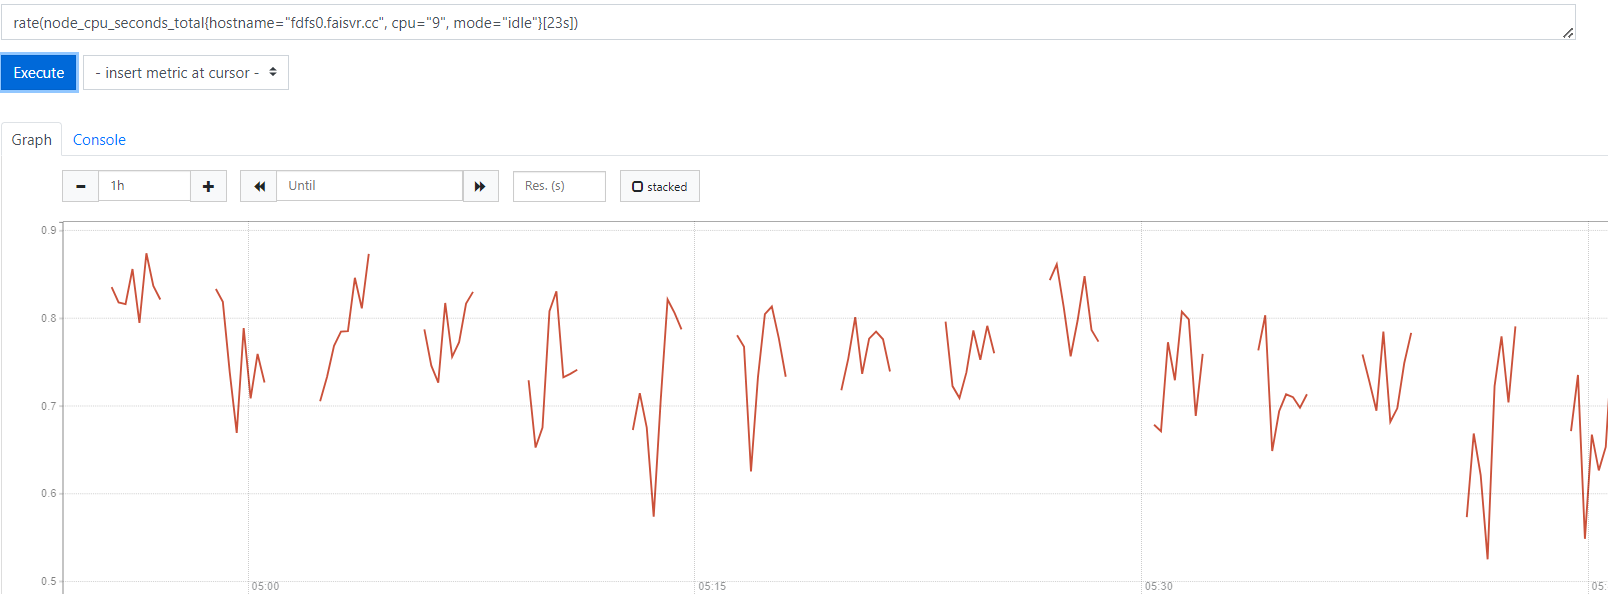 rate(node_cpu_seconds_total{hostname="fdfs0.faisvr.cc", cpu="9", mode="idle"}[23s])
Execute - insert metric at cursor -
Graph Console
1h Until Res. (s) stacked
0.9
0.8
0.7
0.6
0.5
05:00 05:15 05:30 05: